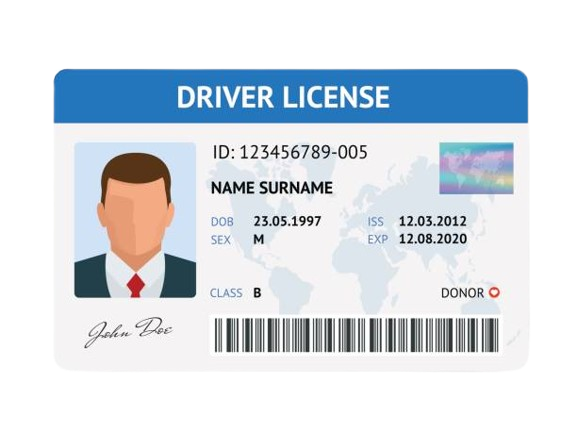 DRIVER LICENSE
ID: 123456789-005
NAME SURNAME
DOB 23.05.1997 ISS 12.03.2012
SEX M EXP 12.08.2020
CLASS B DONOR
John Doe